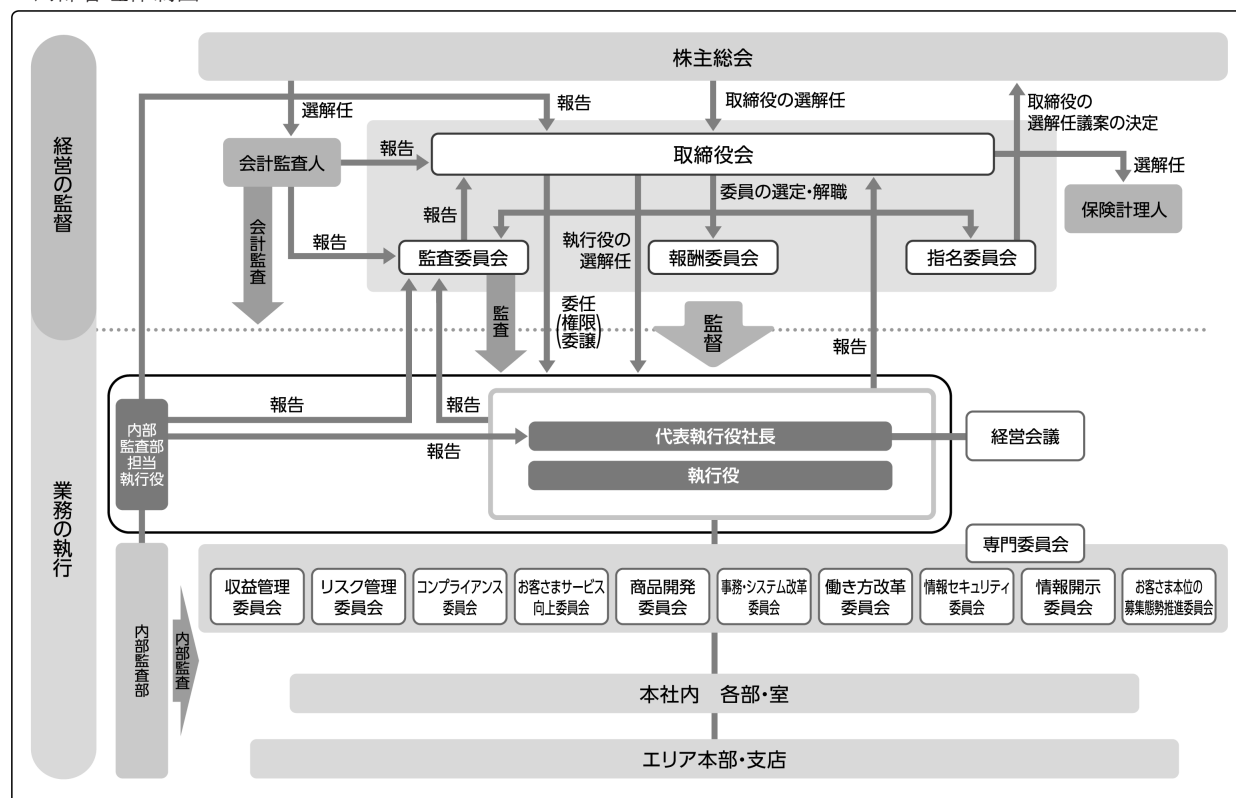 株主総会
選解任
報告
取締役の選解任
取締役の
選解任議案の決定
経営の監督
会計監査人
報告
取締役会
選解任
保険計理人
報告
委員の選定・解職
会計監査
報告
執行役の
選解任
監査委員会
報酬委員会
指名委員会
監査
委任
(権限
委譲)
監督
報告
業務の執行
内部
監査部
担当
執行役
報告
報告
報告
代表執行役社長
執行役
経営会議
専門委員会
収益管理
委員会
リスク管理
委員会
コンプライアンス
委員会
お客さまサービス
向上委員会
商品開発
委員会
事務・システム改革
委員会
働き方改革
委員会
情報セキュリティ
委員会
情報開示
委員会
お客さま本位の
募集態勢推進委員会
内部監査部
内部監査
本社内　各部・室
エリア本部・支店